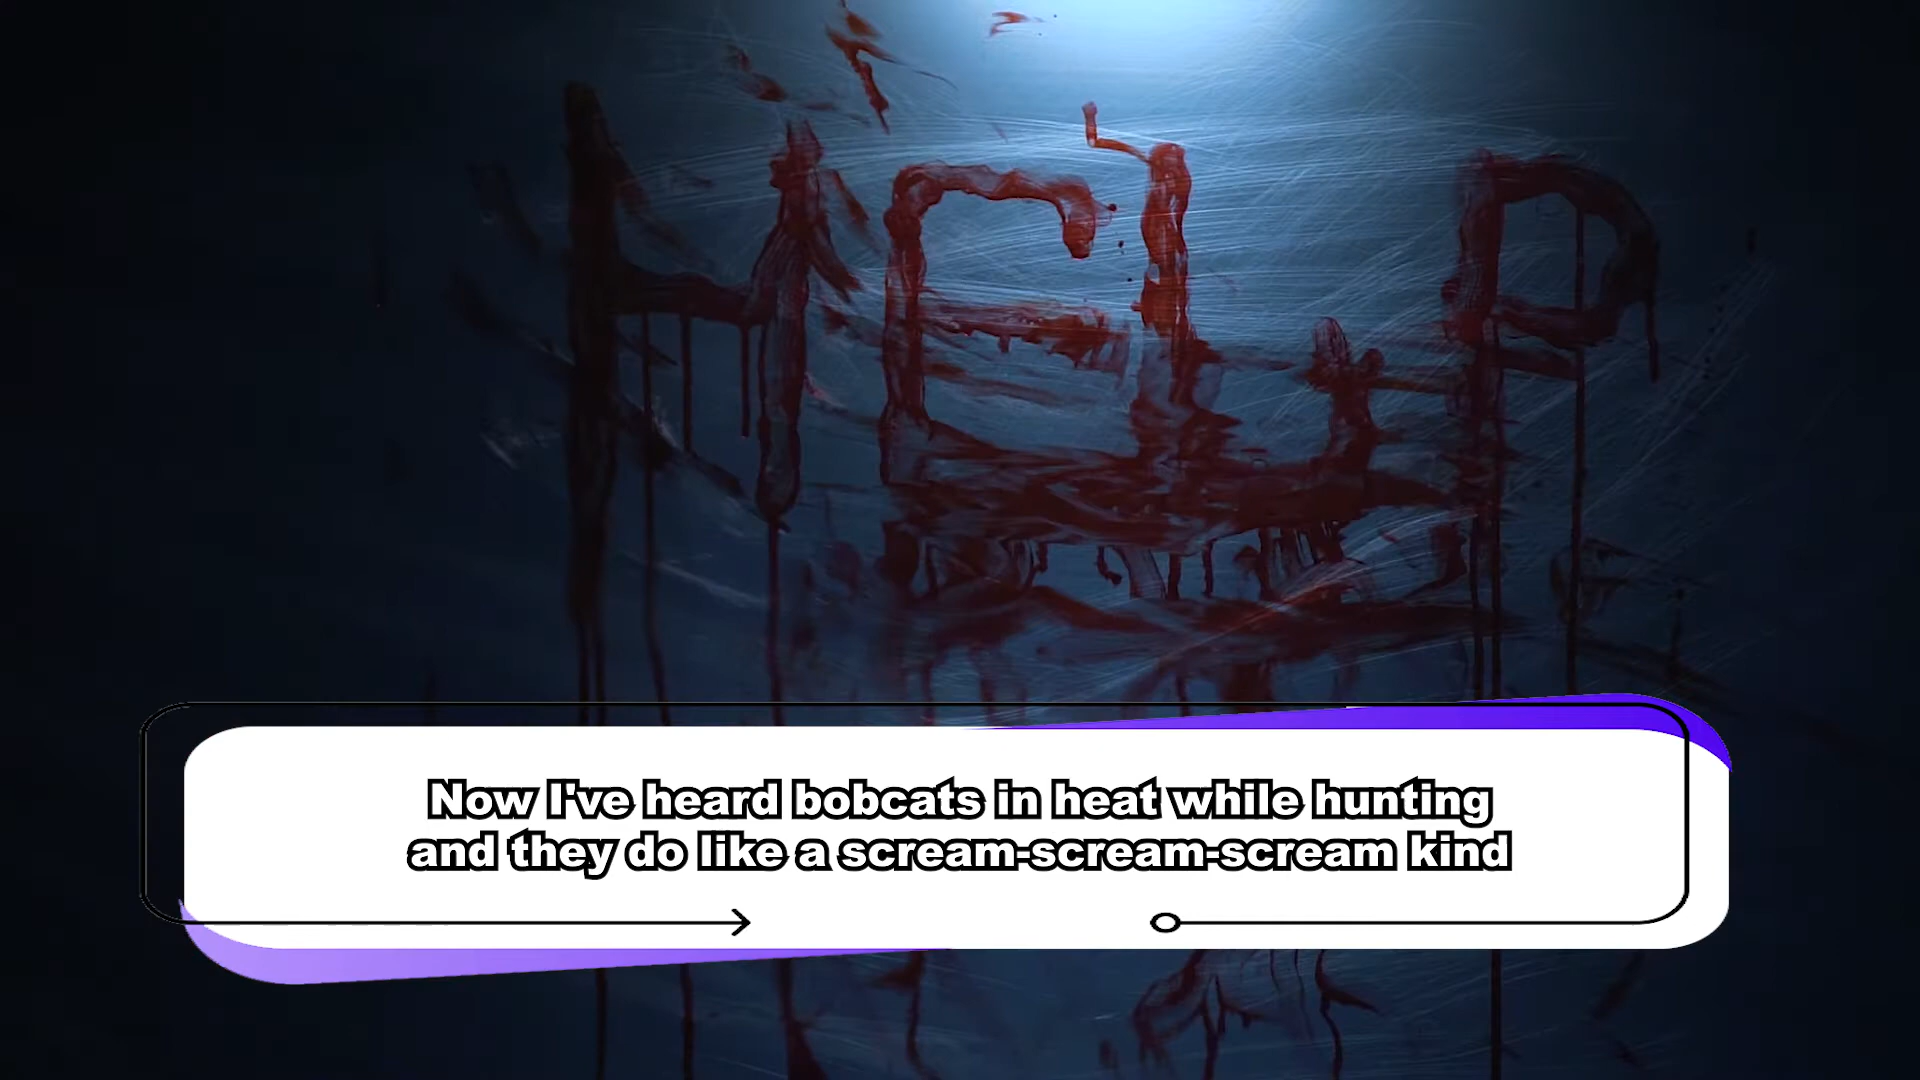 HELP
Now I've heard bobcats in heat while hunting
and they do like a scream-scream-scream kind